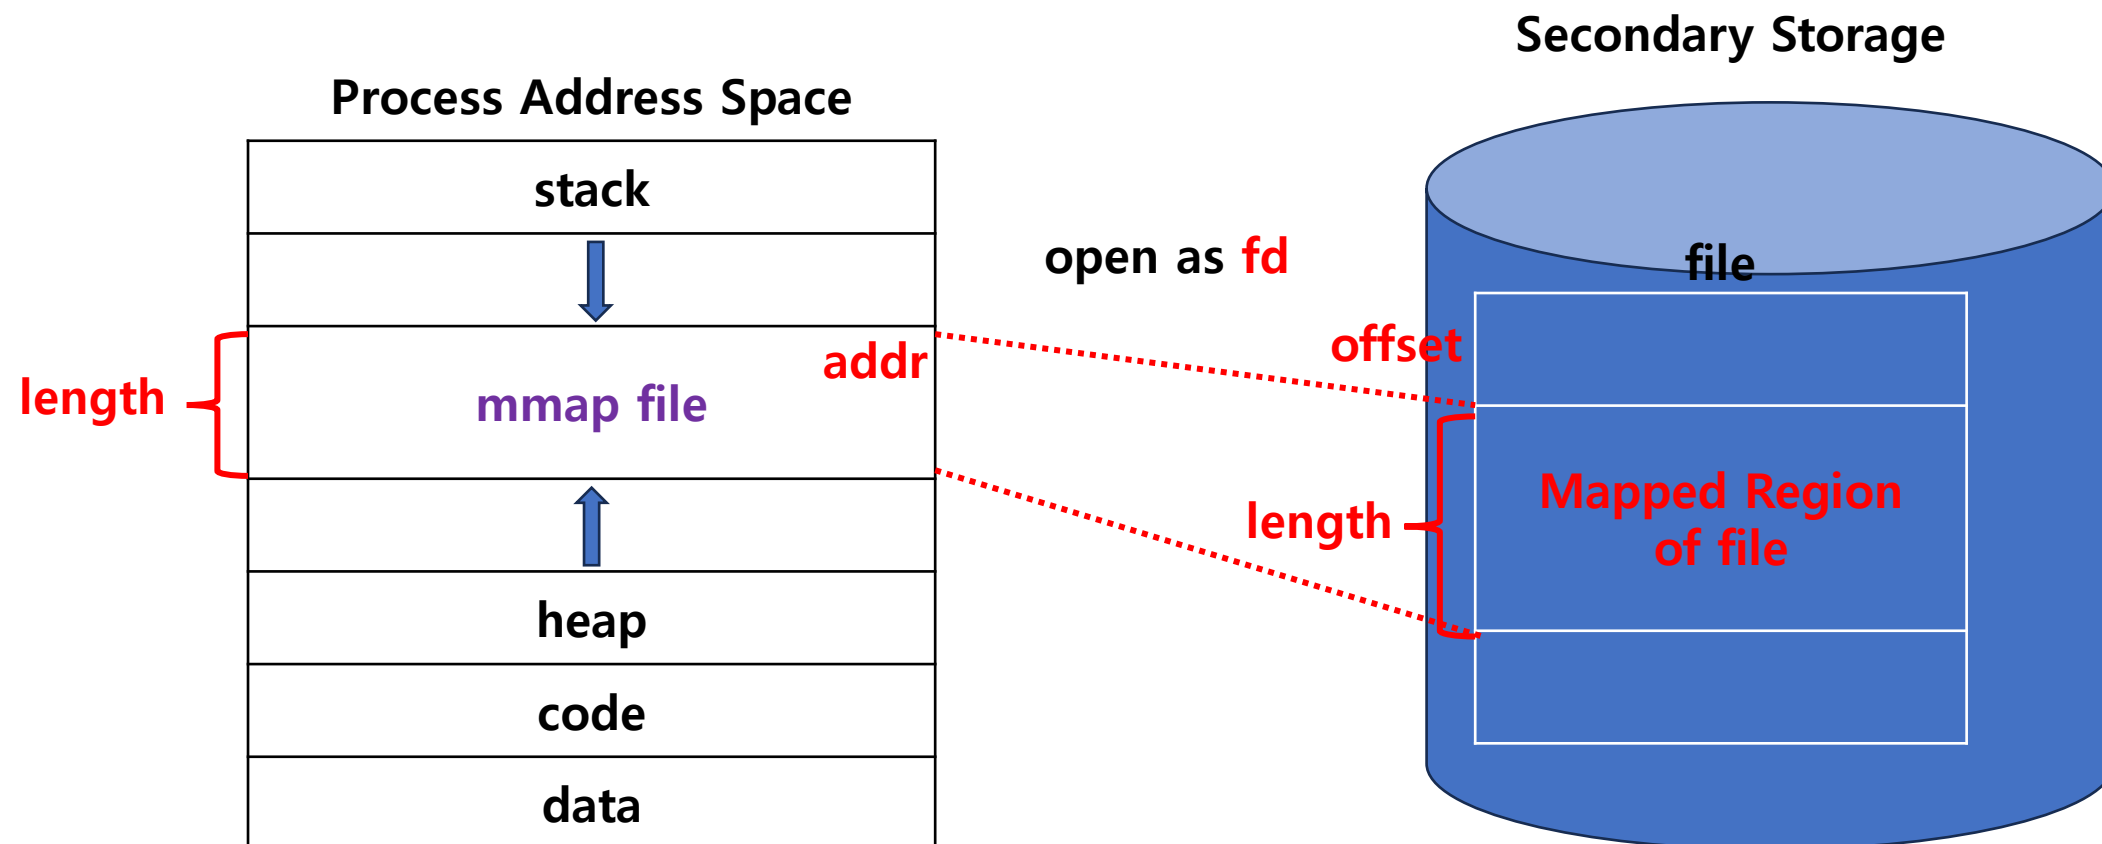 Secondary Storage
Process Address Space
stack
open as fd
file
offset
addr
length
mmap file
Mapped Region
of file
length
heap
code
data